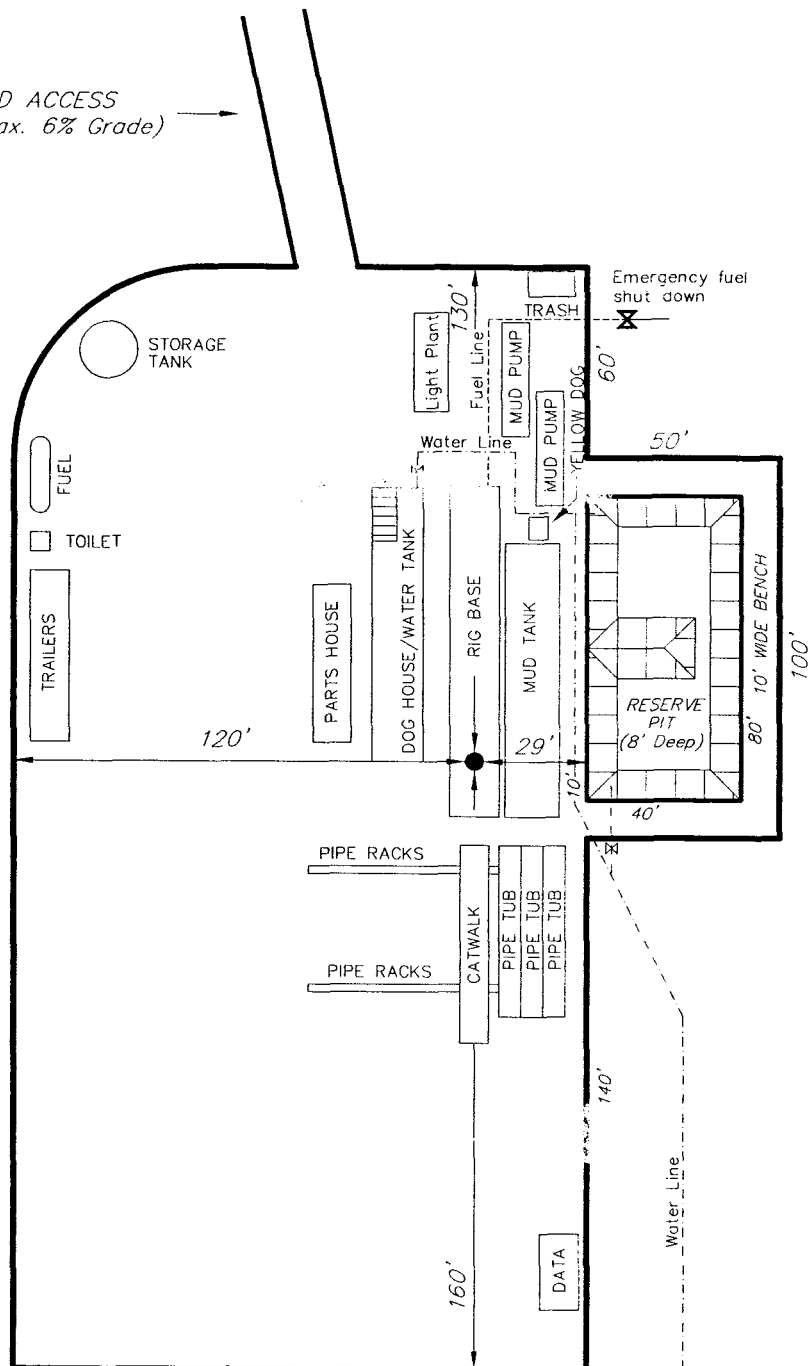 D ACCESS
ax. 6% Grade)
Emergency fuel
shut down
TRASH
130'
Fuel Line
Light Plant
MUD PUMP
60'
STORAGE
TANK
MUD PUMP
YELLOW DOG
Water Line
50'
FUEL
TOILET
TRAILERS
PARTS HOUSE
DOG HOUSE/WATER TANK
RIG BASE
MUD TANK
RESERVE
PIT
(8' Deep)
80'
10' WIDE BENCH
100'
120'
29'
10'
40'
PIPE RACKS
CATWALK
PIPE TUB
PIPE TUB
PIPE TUB
PIPE RACKS
140'
Water Line
DATA
160'